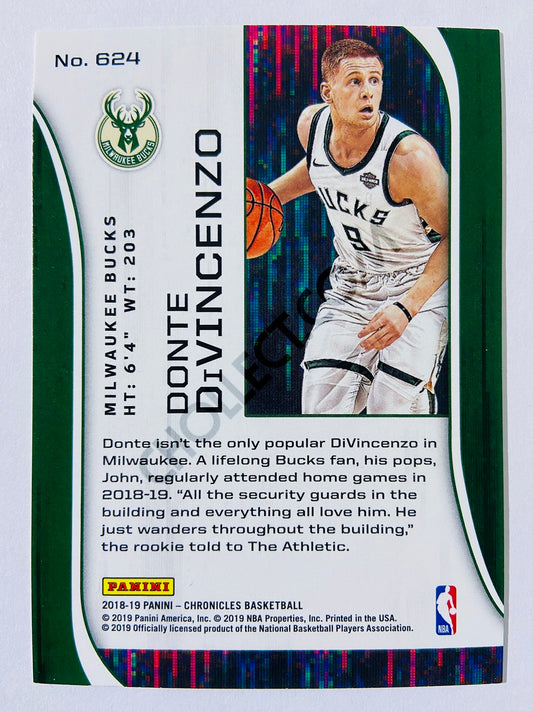 No. 624
MILWAUKEE BUCKS
MILWAUKEE BUCKS
HT: 6'4" WT: 203
DONTE
DiVINCENZO
BUCKS
9
Donte isn't the only popular DiVincenzo in
Milwaukee. A lifelong Bucks fan, his pops,
John, regularly attended home games in
2018-19. “All the security guards in the
building and everything all love him. He
just wanders throughout the building,”
the rookie told to The Athletic.
PANINI
2018-19 PANINI – CHRONICLES BASKETBALL
© 2019 Panini America, Inc. © 2019 NBA Properties, Inc. Printed in the USA.
© 2019 Officially licensed product of the National Basketball Players Association.
NBA
CHOLLECT.COM